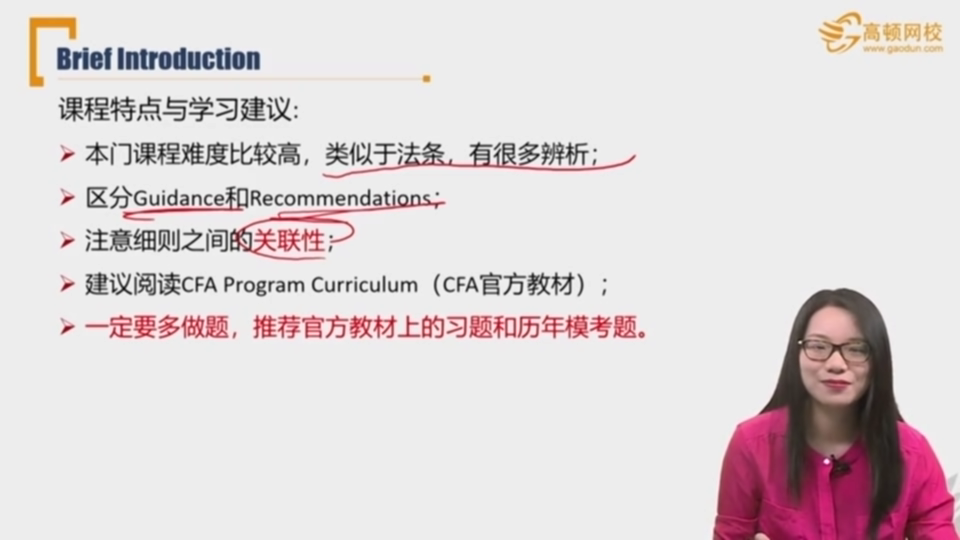 Brief Introduction
高顿网校
www.gaodun.com
课程特点与学习建议:
本门课程难度比较高，类似于法条，有很多辨析；
区分Guidance和Recommendations；
注意细则之间的关联性；
建议阅读CFA Program Curriculum（CFA官方教材）；
一定要多做题，推荐官方教材上的习题和历年模考题。